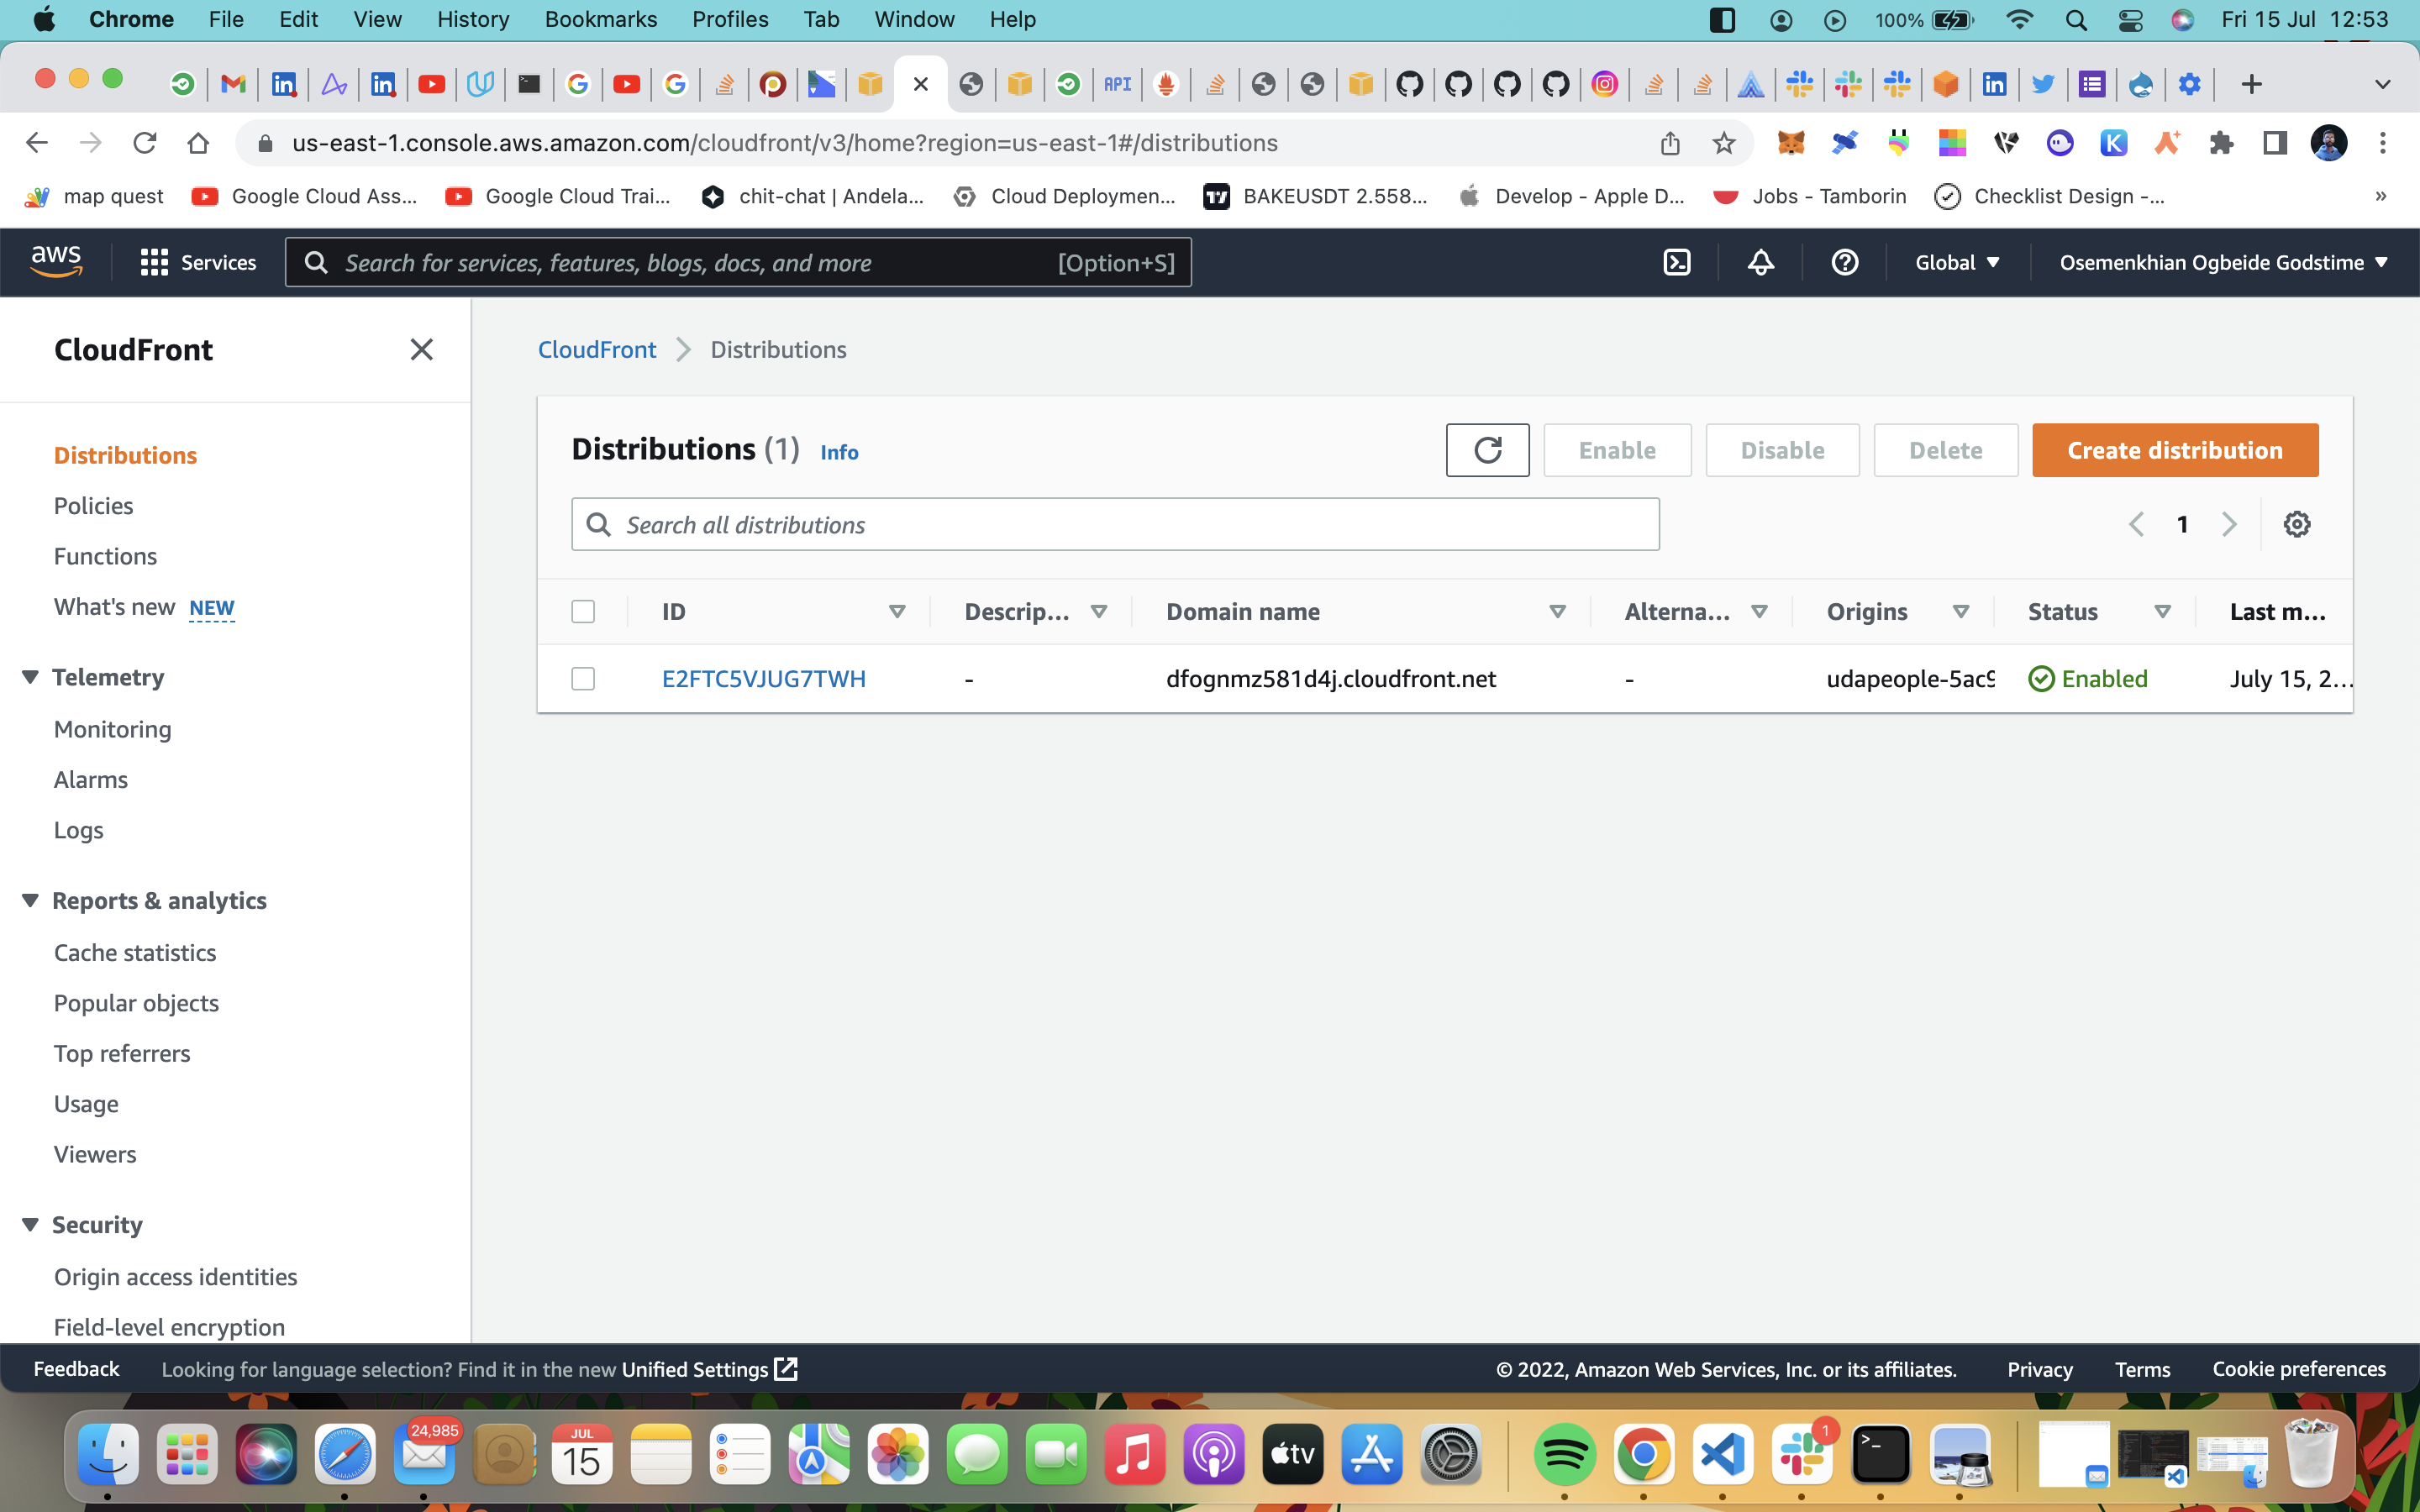 Chrome File Edit View History Bookmarks Profiles Tab Window Help 100% Fri 15 Jul 12:53
API
us-east-1.console.aws.amazon.com/cloudfront/v3/home?region=us-east-1#/distributions
map quest Google Cloud Ass... Google Cloud Trai... chit-chat | Andela... Cloud Deploymen... BAKEUSDT 2.558... Develop - Apple D... Jobs - Tamborin Checklist Design -... »
aws Services Search for services, features, blogs, docs, and more [Option+S] Global Osemenkhian Ogbeide Godstime
CloudFront
Distributions
Policies
Functions
What's new NEW
Telemetry
Monitoring
Alarms
Logs
Reports & analytics
Cache statistics
Popular objects
Top referrers
Usage
Viewers
Security
Origin access identities
Field-level encryption
CloudFront Distributions
Distributions (1) Info Enable Disable Delete Create distribution
Search all distributions 1
ID Descrip... Domain name Alterna... Origins Status Last m...
E2FTC5VJUG7TWH - dfognmz581d4j.cloudfront.net - udapeople-5ac9 Enabled July 15, 2...
Feedback Looking for language selection? Find it in the new Unified Settings © 2022, Amazon Web Services, Inc. or its affiliates. Privacy Terms Cookie preferences
24,985 JUL 15 tv 1